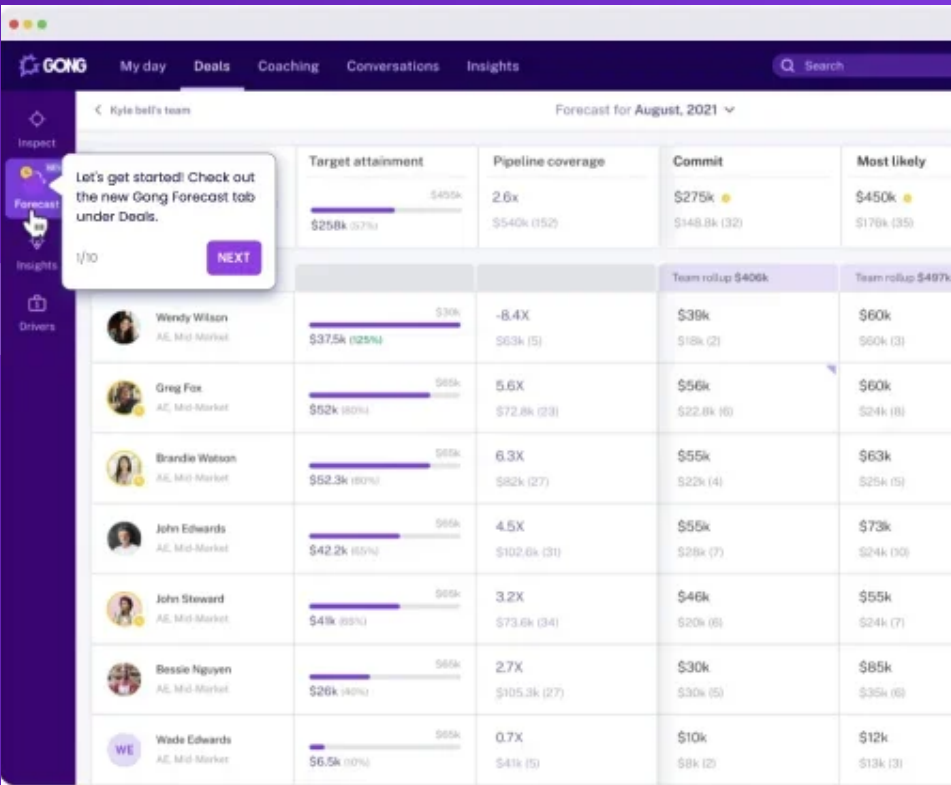 GONG My day Deals Coaching Conversations Insights Search
Kyle bell's team Forecast for August, 2021
Inspect
Forecast
Insights
Drivers
Let's get started! Check out
the new Gong Forecast tab
under Deals.
1/10 NEXT
Target attainment Pipeline coverage Commit Most likely
$455k
$258k (57%) 2.6x $275k $450k
$540k (152) $148.8k (32) $176k (35)
Team rollup $406k Team rollup $497k
Wendy Wilson $30k -8.4X $39k $60k
AE, Mid-Market $37.5k (125%) $63k (5) $18k (2) $60k (3)
Greg Fox $65k 5.6X $56k $60k
AE, Mid-Market $52k (80%) $72.8k (23) $22.8k (6) $24k (8)
Brandie Watson $65k 6.3X $55k $63k
AE, Mid-Market $52.3k (80%) $82k (27) $22k (4) $25k (5)
John Edwards $65k 4.5X $55k $73k
AE, Mid-Market $42.2k (65%) $102.6k (31) $28k (7) $24k (10)
John Steward $65k 3.2X $46k $55k
AE, Mid-Market $41k $73.6k (34) $20k (6) $24k (7)
Bessie Nguyen $65k 2.7X $30k $85k
AE, Mid-Market $26k (40%) $105.3k (27) $30k (5) $35k (6)
WE Wade Edwards $65k 0.7X $10k $12k
AE, Mid-Market $6.5k (10%) $41k (5) $8k (2) $13k (3)